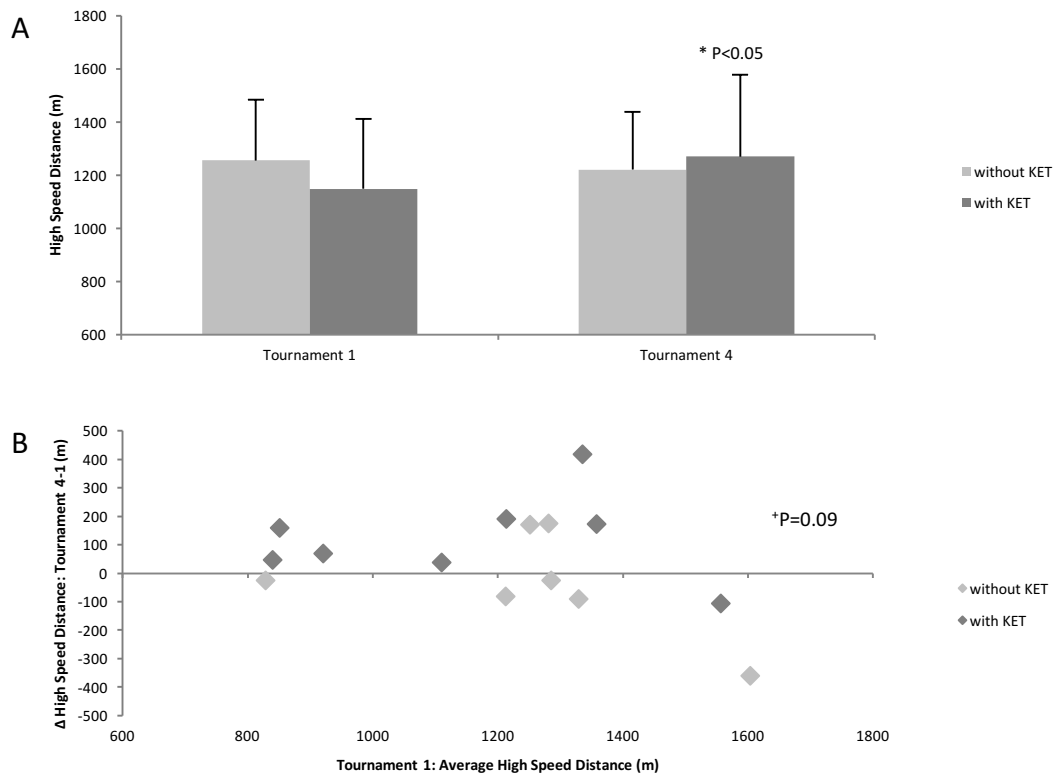 A
High Speed Distance (m)
1800
1600
1400
1200
1000
800
600
* P<0.05
Tournament 1
Tournament 4
without KET
with KET
B
Δ High Speed Distance: Tournament 4-1 (m)
500
400
300
200
100
0
-100
-200
-300
-400
-500
+P=0.09
without KET
with KET
600 800 1000 1200 1400 1600 1800
Tournament 1: Average High Speed Distance (m)